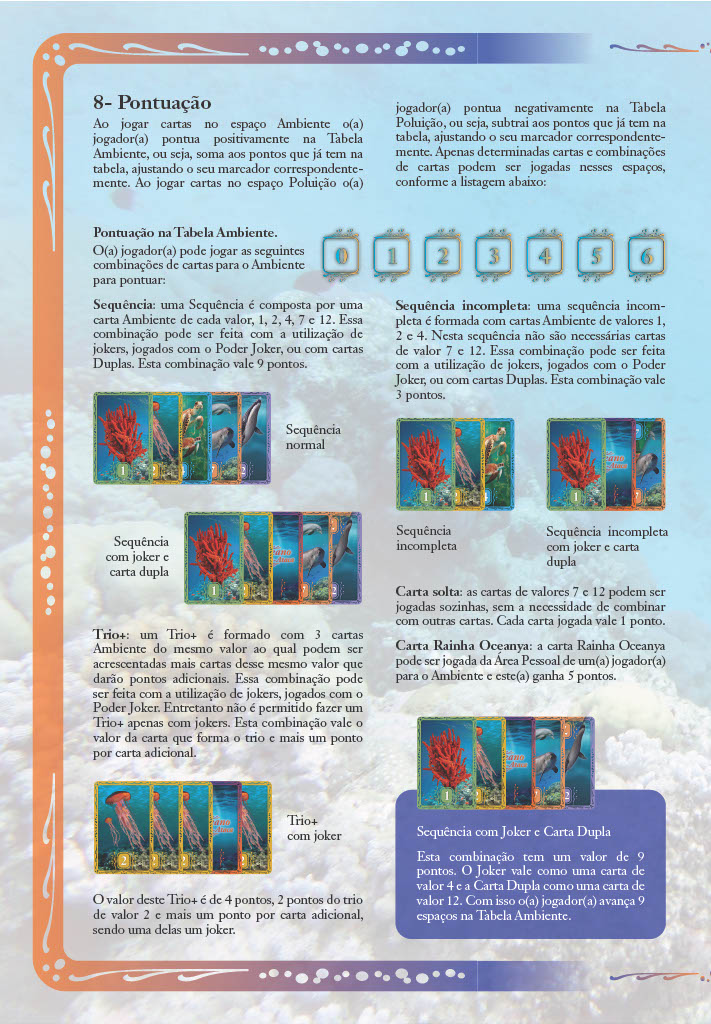 8- Pontuação
Ao jogar cartas no espaço Ambiente o(a)
jogador(a) pontua positivamente na Tabela
Ambiente, ou seja, soma aos pontos que já tem na
tabela, ajustando o seu marcador correspondente-
mente. Ao jogar cartas no espaço Poluição o(a)
jogador(a) pontua negativamente na Tabela
Poluição, ou seja, subtrai aos pontos que já tem na
tabela, ajustando o seu marcador correspondente-
mente. Apenas determinadas cartas e combinações
de cartas podem ser jogadas nesses espaços,
conforme a listagem abaixo:
Pontuação na Tabela Ambiente.
O(a) jogador(a) pode jogar as seguintes
combinações de cartas para o Ambiente
para pontuar:
0 1 2 3 4 5 6
Sequência: uma Sequência é composta por uma
carta Ambiente de cada valor, 1, 2, 4, 7 e 12. Essa
combinação pode ser feita com a utilização de
jokers, jogados com o Poder Joker, ou com cartas
Duplas. Esta combinação vale 9 pontos.
Sequência
normal
Sequência
com joker e
carta dupla
Trio+: um Trio+ é formado com 3 cartas
Ambiente do mesmo valor ao qual podem ser
acrescentadas mais cartas desse mesmo valor que
darão pontos adicionais. Essa combinação pode
ser feita com a utilização de jokers, jogados com o
Poder Joker. Entretanto não é permitido fazer um
Trio+ apenas com jokers. Esta combinação vale o
valor da carta que forma o trio e mais um ponto
por carta adicional.
Trio+
com joker
O valor deste Trio+ é de 4 pontos, 2 pontos do trio
de valor 2 e mais um ponto por carta adicional,
sendo uma delas um joker.
Sequência incompleta: uma sequência incom-
pleta é formada com cartas Ambiente de valores 1,
2 e 4. Nesta sequência não são necessárias cartas
de valor 7 e 12. Essa combinação pode ser feita
com a utilização de jokers, jogados com o Poder
Joker, ou com cartas Duplas. Esta combinação vale
3 pontos.
Sequência
incompleta
Sequência incompleta
com joker e carta
dupla
Carta solta: as cartas de valores 7 e 12 podem ser
jogadas sozinhas, sem a necessidade de combinar
com outras cartas. Cada carta jogada vale 1 ponto.
Carta Rainha Oceanya: a carta Rainha Oceanya
pode ser jogada da Área Pessoal de um(a) jogador(a)
para o Ambiente e este(a) ganha 5 pontos.
Sequência com Joker e Carta Dupla
Esta combinação tem um valor de 9
pontos. O Joker vale como uma carta de
valor 4 e a Carta Dupla como uma carta de
valor 12. Com isso o(a) jogador(a) avança 9
espaços na Tabela Ambiente.